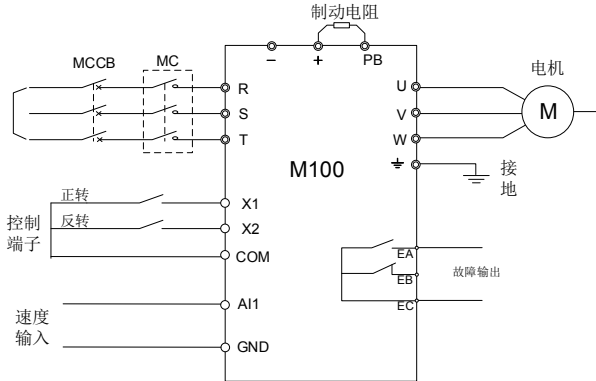 制动电阻
MCCB
MC
− + PB
R
S
T
U
V
W
电机
M
M100
接
地
正转
反转
控制
端子
X1
X2
COM
EA
EB
EC
故障输出
速度
输入
AI1
GND